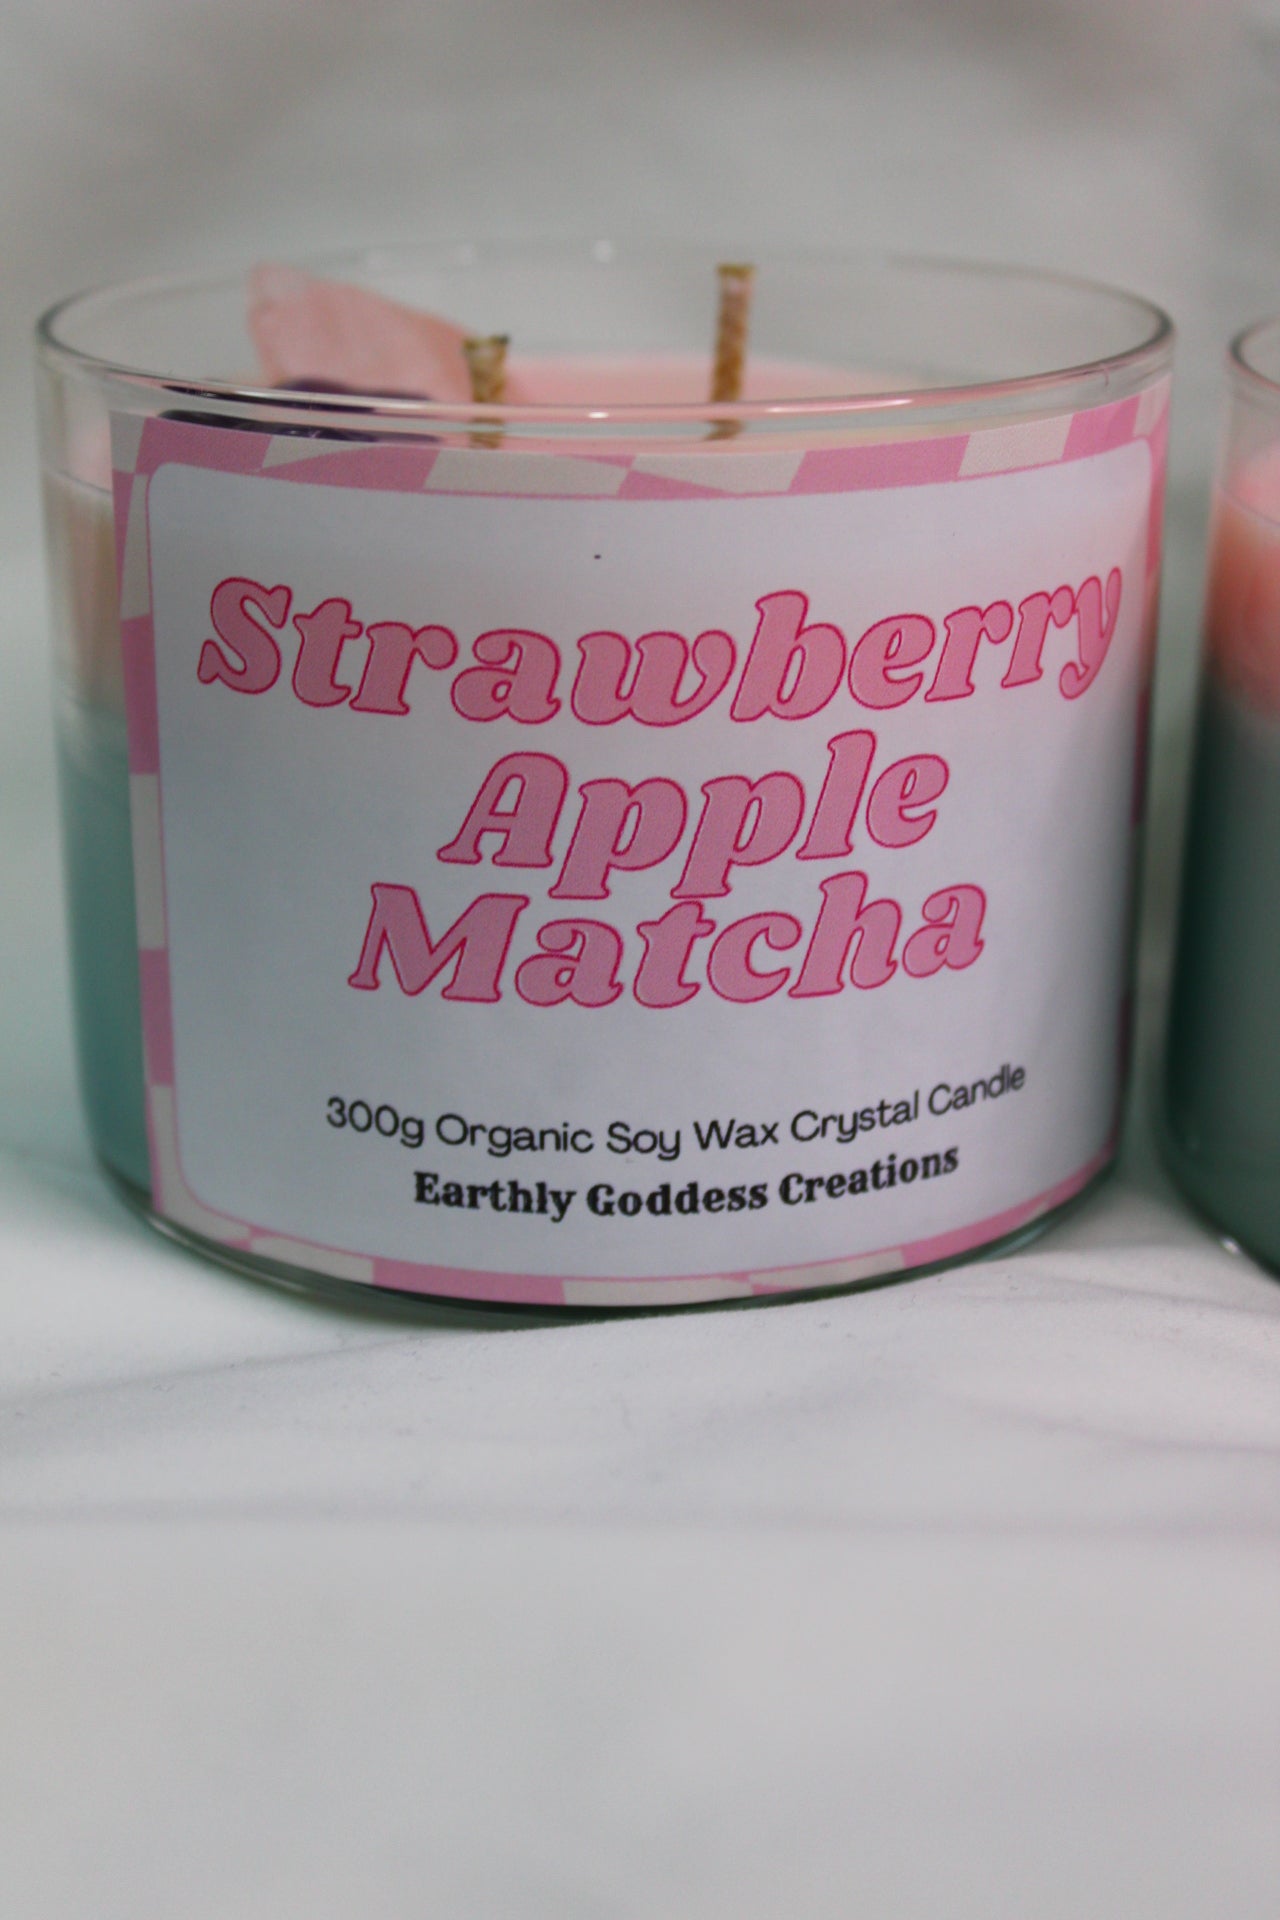 Strawberry
Apple
Matcha
300g Organic Soy Wax Crystal Candle
Earthly Goddess Creations